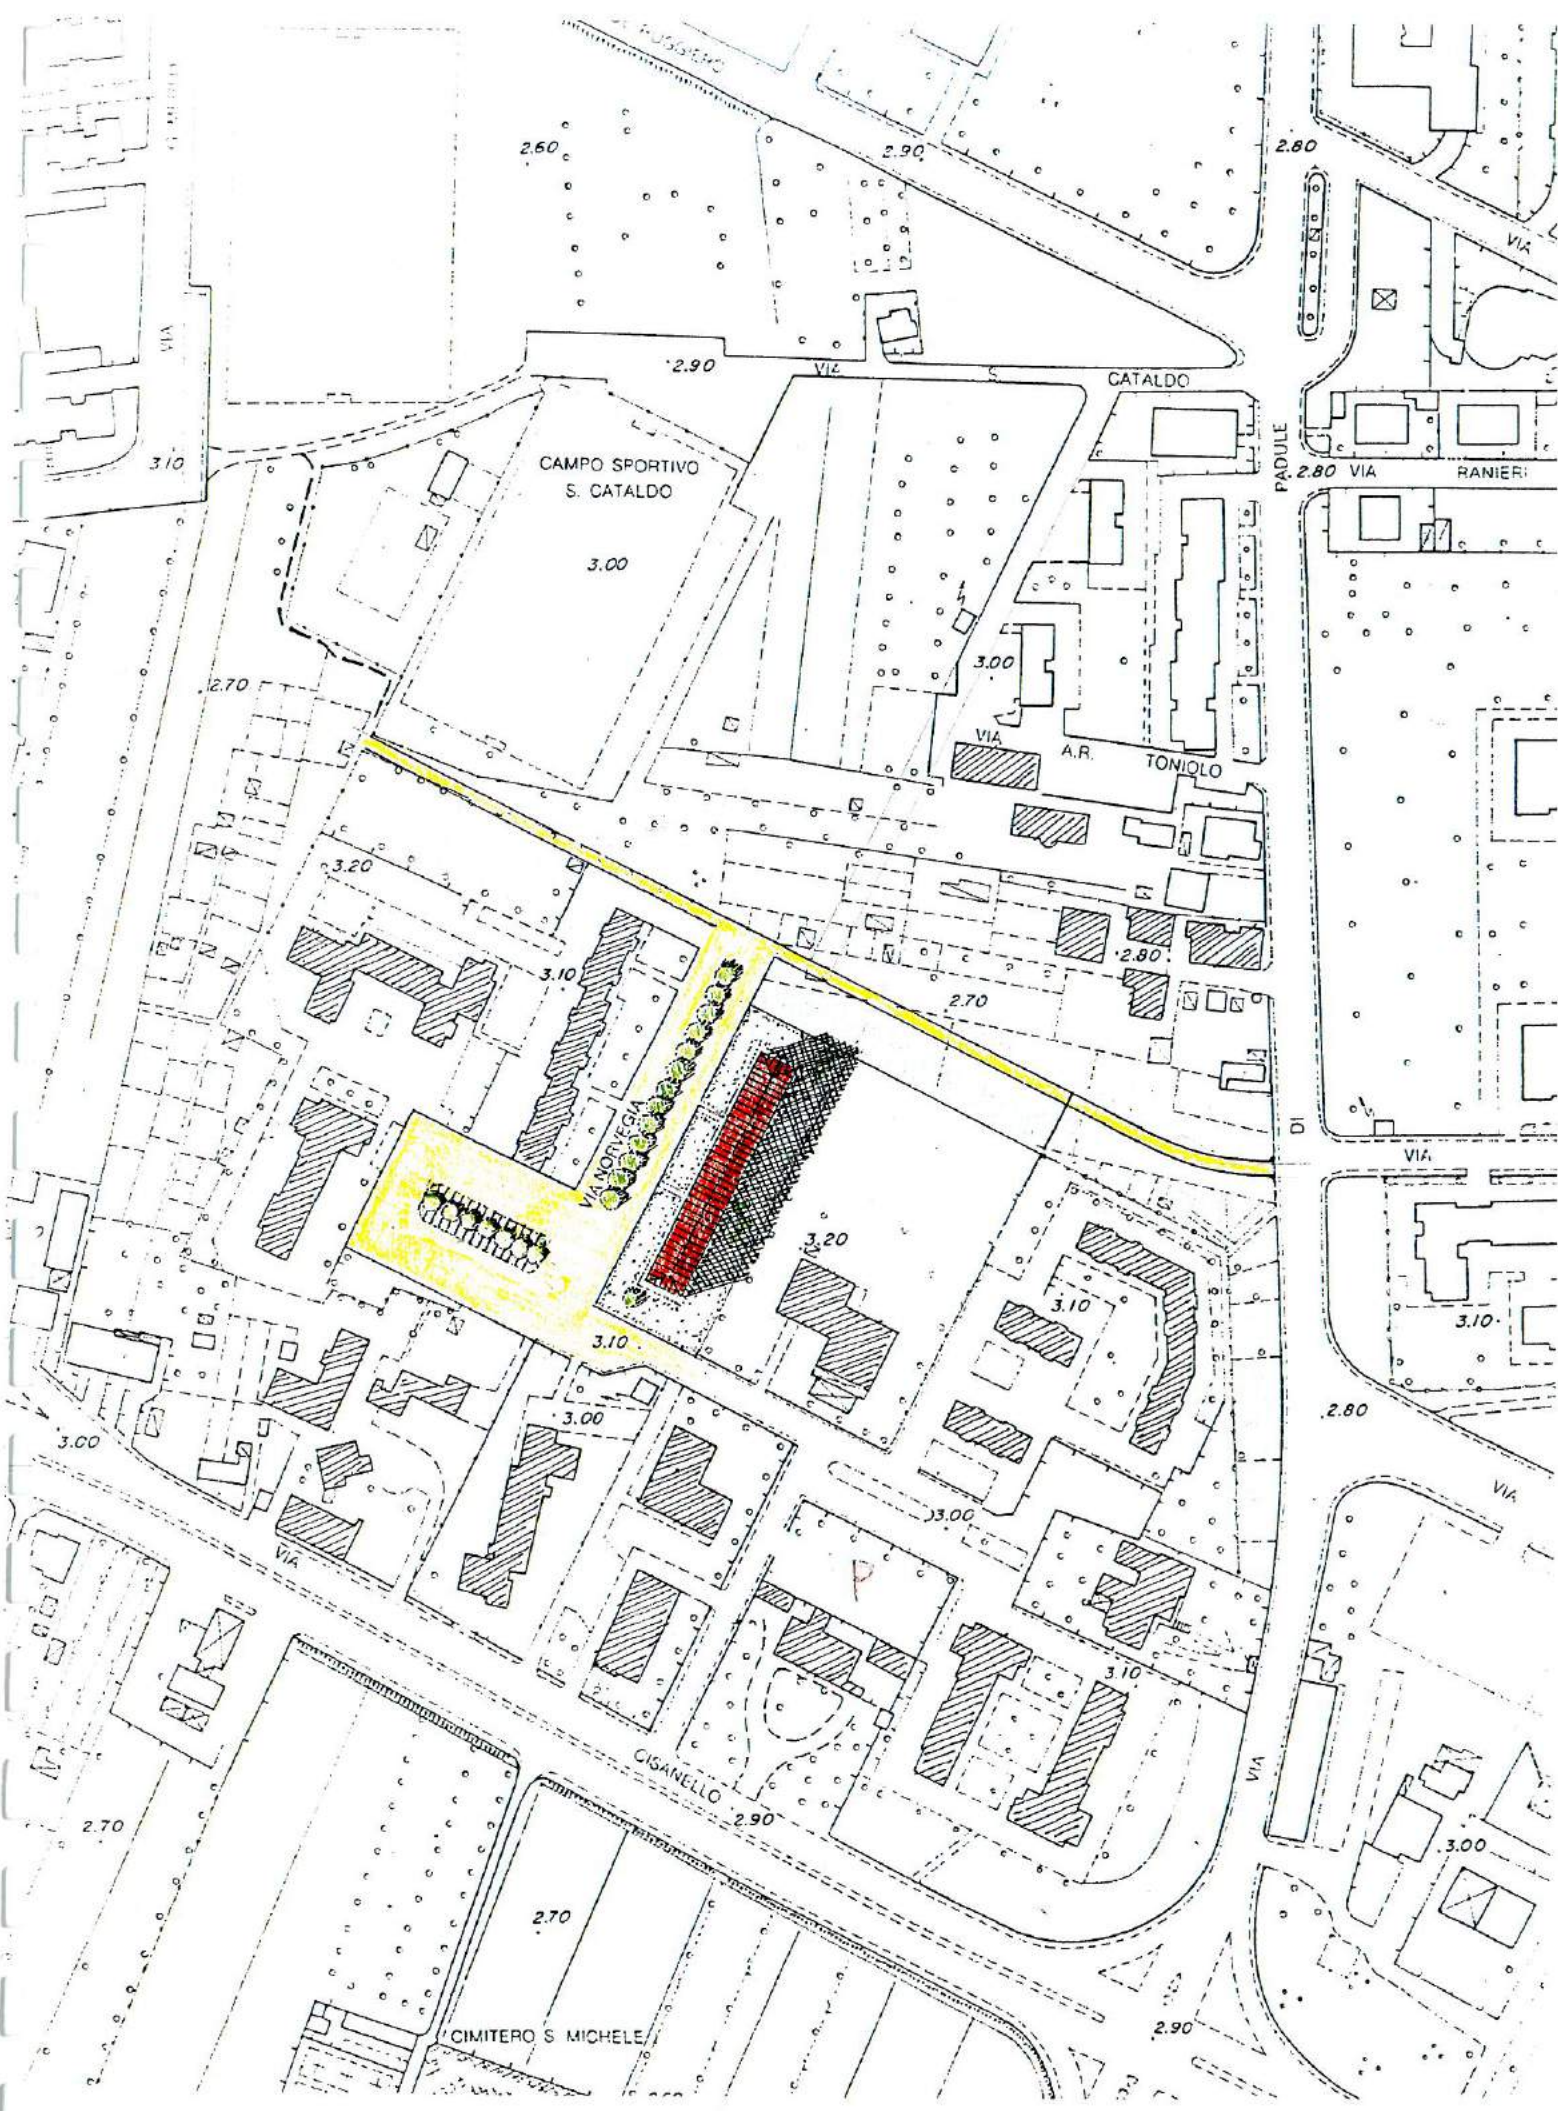 RUGGIERO
2.60
2.90
2.80
VIA
VIA
2.90
VIA S. CATALDO
PADULE
3.10
CAMPO SPORTIVO
S. CATALDO
2.80 VIA RANIERI
3.00
2.70
3.00
VIA A.R. TONIOLO
3.20
3.10
2.80
2.70
VIA NORVEGIA
DI
VIA
3.20
3.10
3.10
3.10
3.00
2.80
3.00
VIA
3.00
VIA
P
3.10
CISANELLO
VIA
2.90
2.70
3.00
2.70
CIMITERO S. MICHELE
2.90